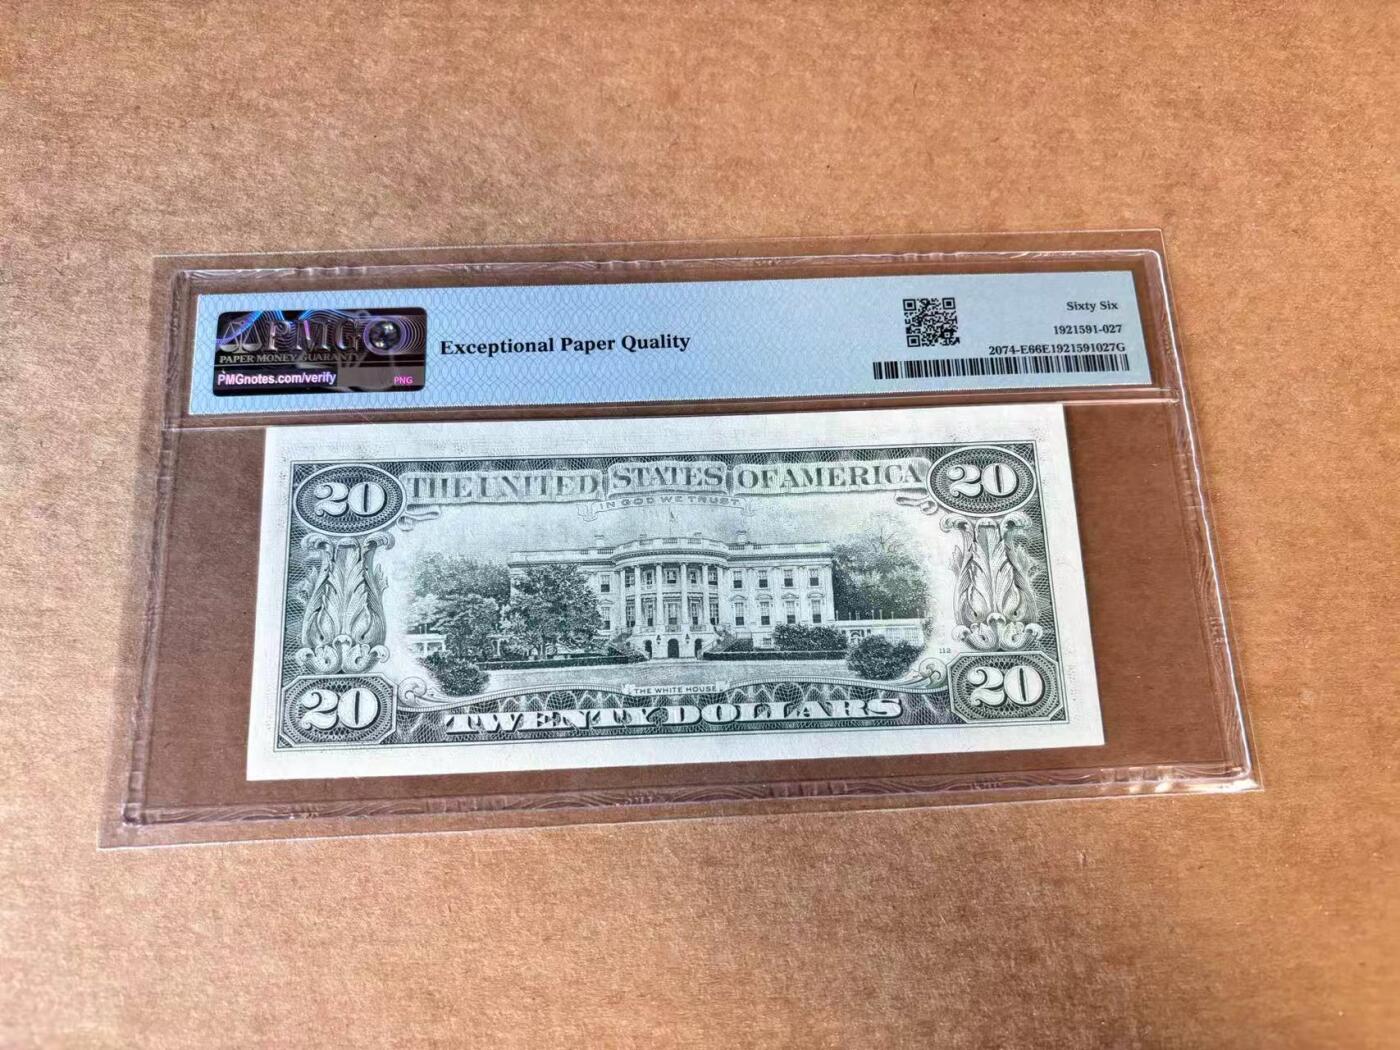 PMG
PAPER MONEY GUARANTY
PMGnotes.com/verify
PNG
Exceptional Paper Quality
Sixty Six
1921591-027
2074-E66E1921591027G
20 THE UNITED STATES OF AMERICA 20
IN GOD WE TRUST
112
THE WHITE HOUSE
20 TWENTY DOLLARS 20